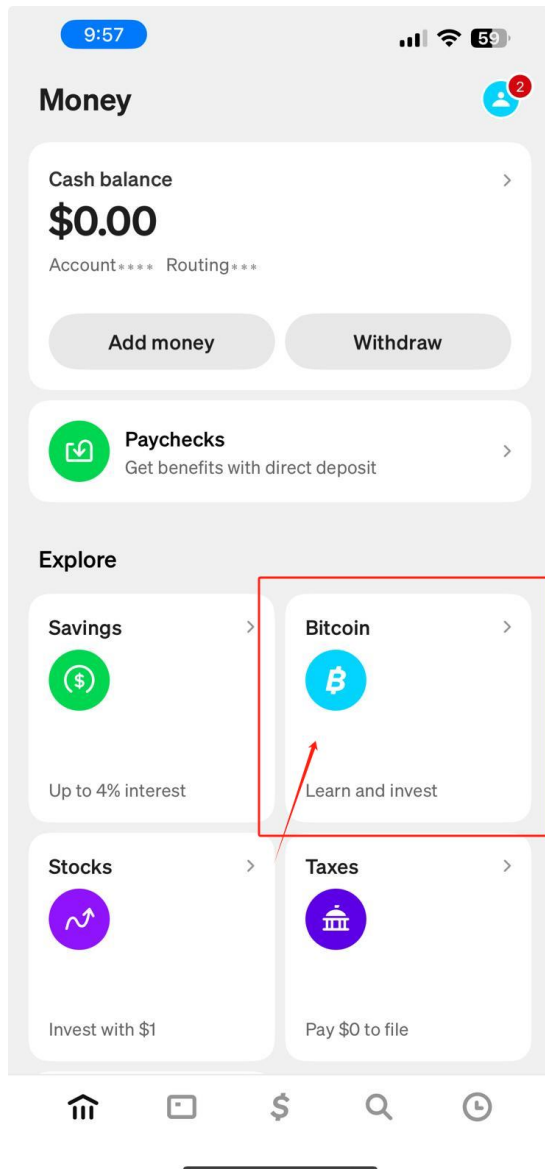 9:57
59
Money
2
Cash balance
$0.00
Account**** Routing***
Add money
Withdraw
Paychecks
Get benefits with direct deposit
Explore
Savings
Up to 4% interest
Bitcoin
Learn and invest
Stocks
Invest with $1
Taxes
Pay $0 to file